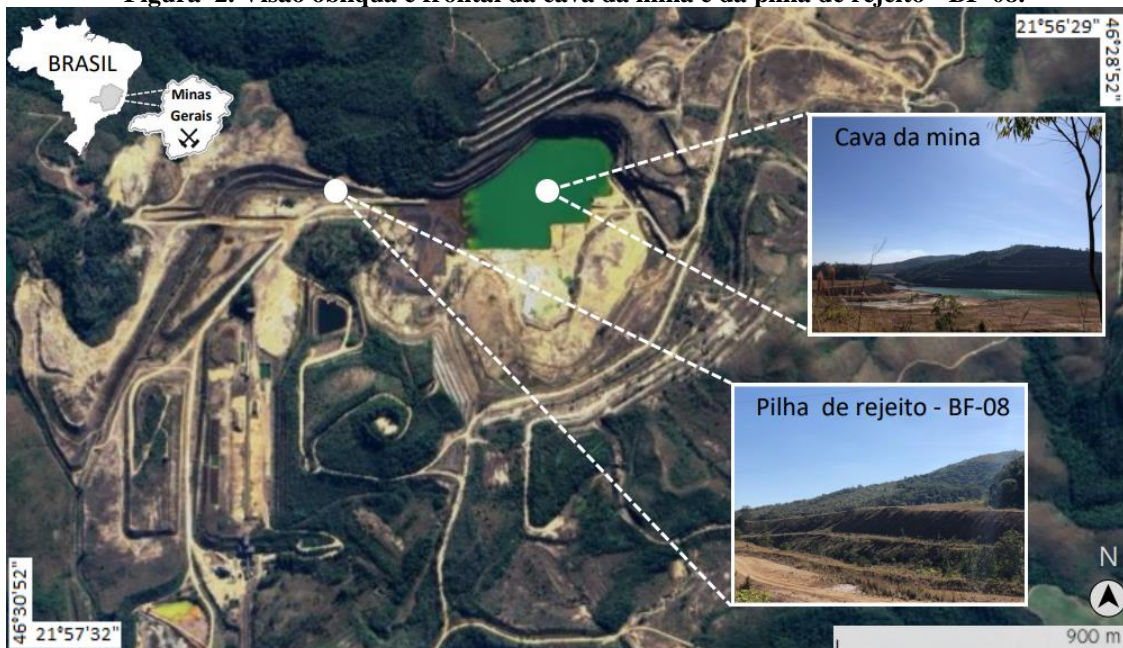 Figura 2. Visão oblíqua e frontal da cava da mina e da pilha de rejeito - BF-08.
BRASIL
Minas
Gerais
21°56'29"
46°28'52"
Cava da mina
Pilha de rejeito - BF-08
N
46°30'52"
21°57'32"
900 m